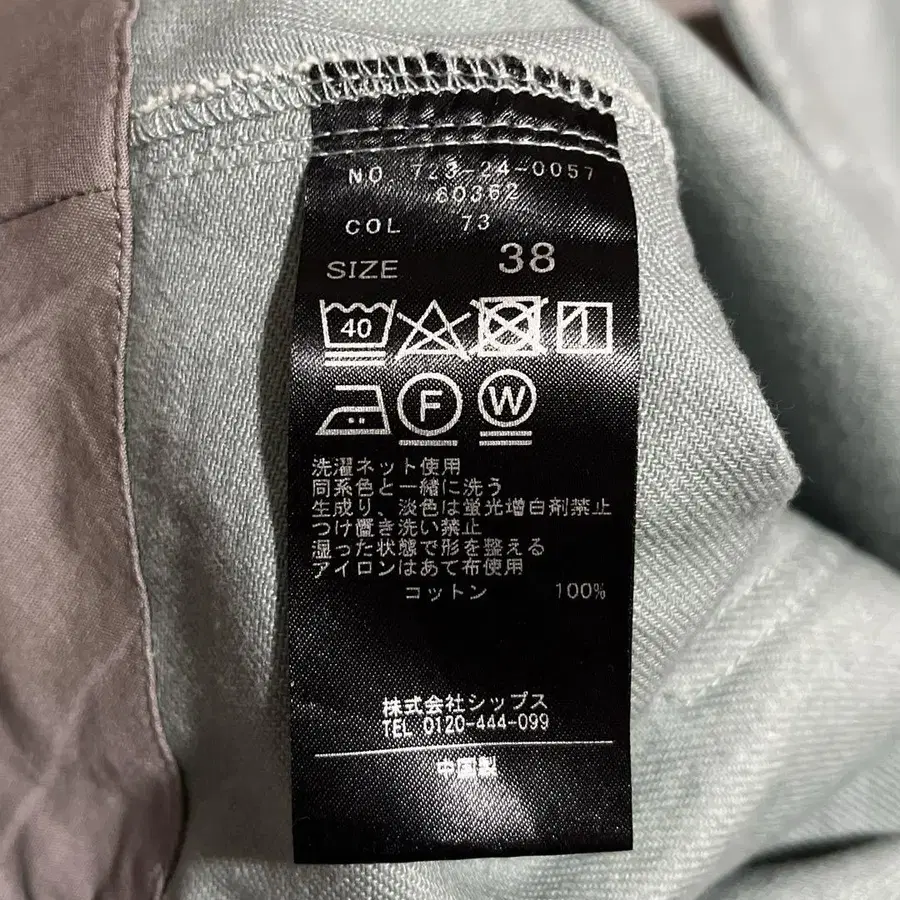 NO. 723-24-0057
60362
COL 73
SIZE 38
40
F W
洗濯ネット使用
同系色と一緒に洗う
生成り、淡色は蛍光増白剤禁止
つけ置き洗い禁止
湿った状態で形を整える
アイロンはあて布使用
コットン 100%
株式会社シップス
TEL 0120-444-099
中国製